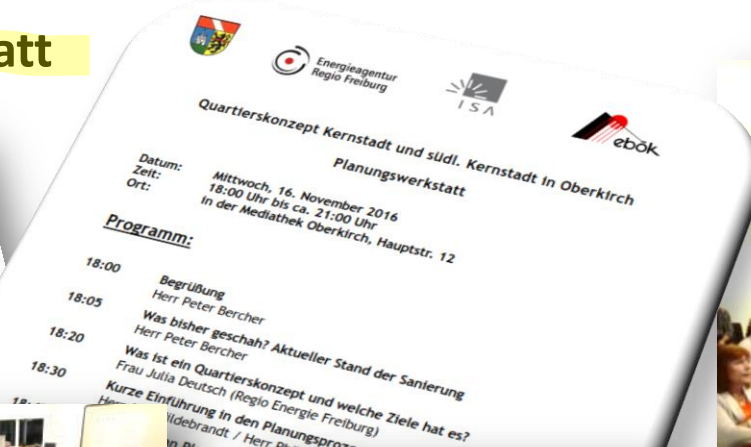 att
Energieagentur
Regio Freiburg
ISA
ebök
Quartierskonzept Kernstadt und südl. Kernstadt in Oberkirch
Planungswerkstatt
Datum: Mittwoch, 16. November 2016
Zeit: 18:00 Uhr bis ca. 21:00 Uhr
Ort: in der Mediathek Oberkirch, Hauptstr. 12
Programm:
18:00 Begrüßung
Herr Peter Bercher
18:05 Was bisher geschah? Aktueller Stand der Sanierung
Herr Peter Bercher
18:20 Was ist ein Quartierskonzept und welche Ziele hat es?
Frau Julia Deutsch (Regio Energie Freiburg)
18:30 Kurze Einführung in den